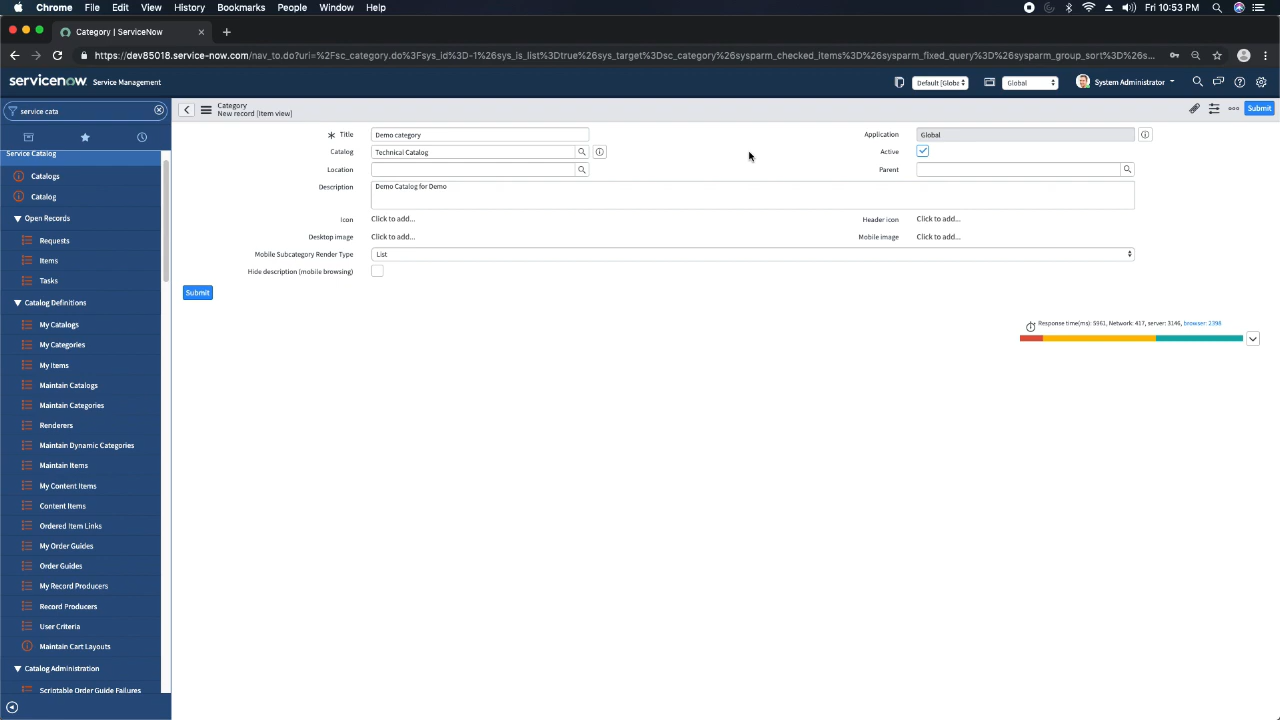 Chrome File Edit View History Bookmarks People Window Help
Fri 10:53 PM
Category | ServiceNow
https://dev85018.service-now.com/nav_to.do?uri=%2Fsc_category.do%3Fsys_id%3D-1%26sys_is_list%3Dtrue%26sys_target%3Dsc_category%26sysparm_checked_items%3D%26sysparm_fixed_query%3D%26sysparm_group_sort%3D%26s...
servicenow Service Management
Default [Globa
Global
System Administrator
service cata
Category
New record [Item view]
Submit
Service Catalog
Catalogs
Catalog
Open Records
Requests
Items
Tasks
Catalog Definitions
My Catalogs
My Categories
My Items
Maintain Catalogs
Maintain Categories
Renderers
Maintain Dynamic Categories
Maintain Items
My Content Items
Content Items
Ordered Item Links
My Order Guides
Order Guides
My Record Producers
Record Producers
User Criteria
Maintain Cart Layouts
Catalog Administration
Scriptable Order Guide Failures
Title Demo category
Application Global
Catalog Technical Catalog
Active
Location
Parent
Description Demo Catalog for Demo
Icon Click to add...
Header icon Click to add...
Desktop image Click to add...
Mobile image Click to add...
Mobile Subcategory Render Type List
Hide description (mobile browsing)
Submit
Response time(ms): 5961, Network: 417, server: 3146, browser: 2398